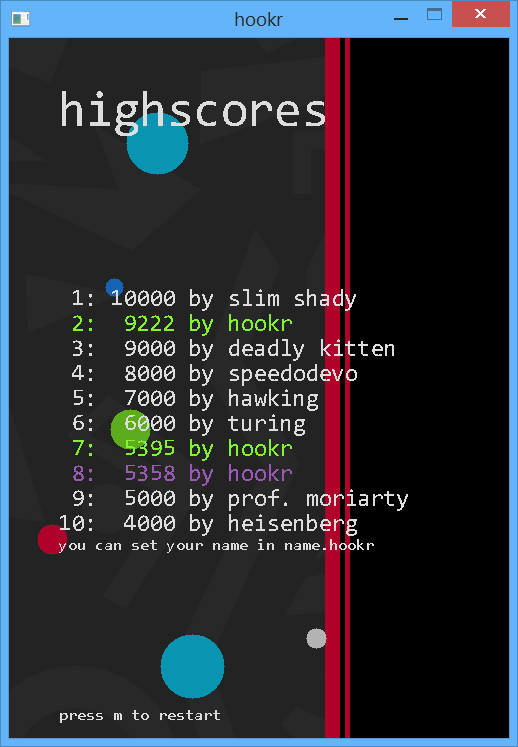 hookr
highscores
1: 10000 by slim shady
2: 9222 by hookr
3: 9000 by deadly kitten
4: 8000 by speedodevo
5: 7000 by hawking
6: 6000 by turing
7: 5395 by hookr
8: 5358 by hookr
9: 5000 by prof. moriarty
10: 4000 by heisenberg
you can set your name in name.hookr
press m to restart